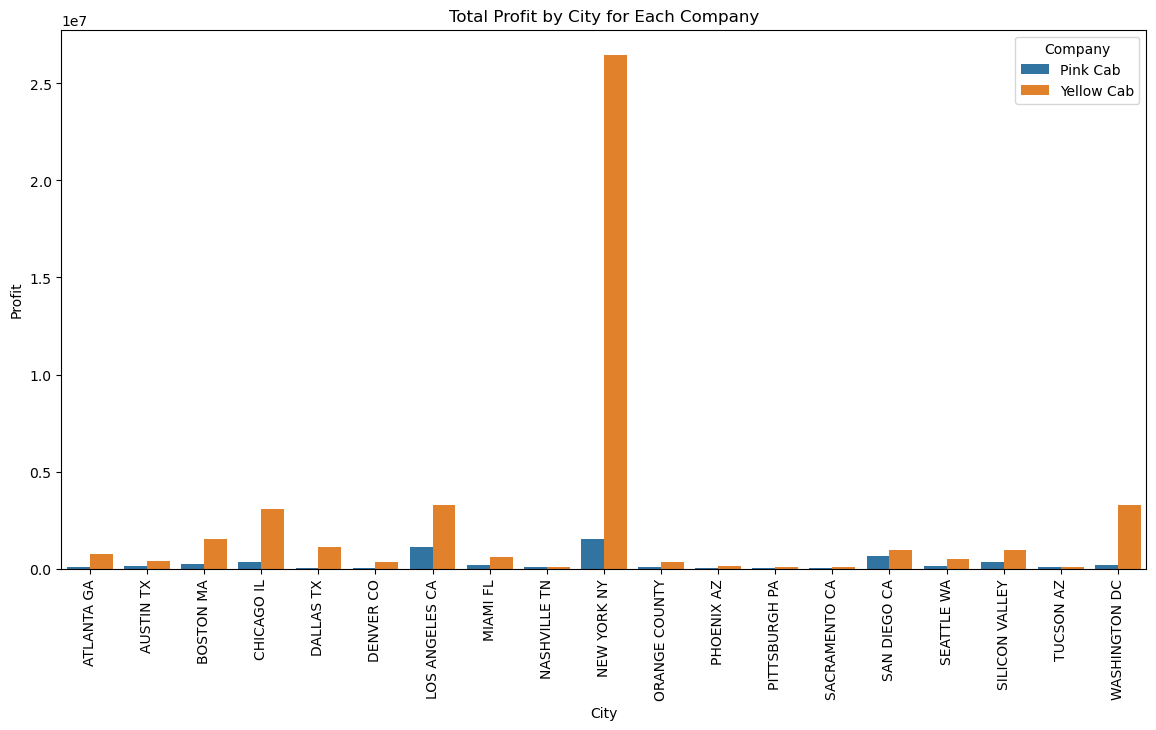 Total Profit by City for Each Company
1e7
Company
Pink Cab
Yellow Cab
2.5
2.0
1.5
1.0
0.5
0.0
Profit
ATLANTA GA
AUSTIN TX
BOSTON MA
CHICAGO IL
DALLAS TX
DENVER CO
LOS ANGELES CA
MIAMI FL
NASHVILLE TN
NEW YORK NY
ORANGE COUNTY
PHOENIX AZ
PITTSBURGH PA
SACRAMENTO CA
SAN DIEGO CA
SEATTLE WA
SILICON VALLEY
TUCSON AZ
WASHINGTON DC
City